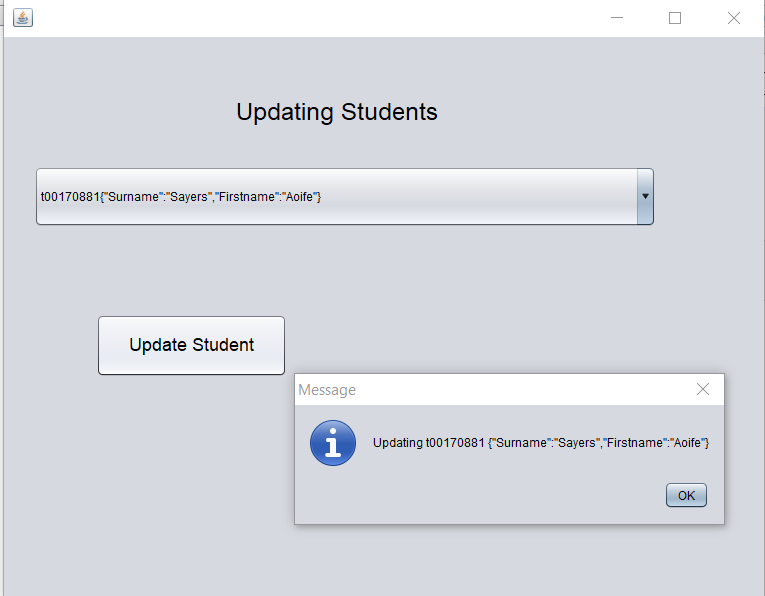 Updating Students
t00170881{"Surname":"Sayers","Firstname":"Aoife"}
Update Student
Message
Updating t00170881 {"Surname":"Sayers","Firstname":"Aoife"}
OK